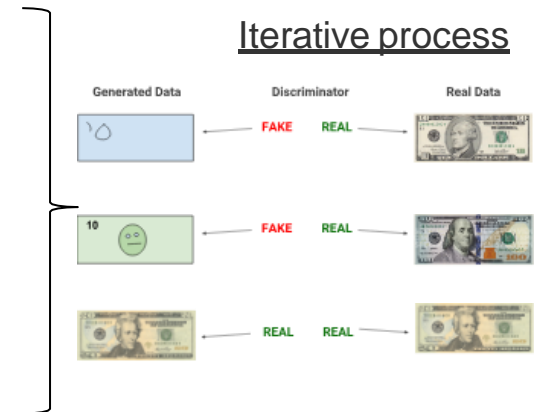 Iterative process
Generated Data Discriminator Real Data
FAKE REAL
10
FAKE REAL
REAL REAL